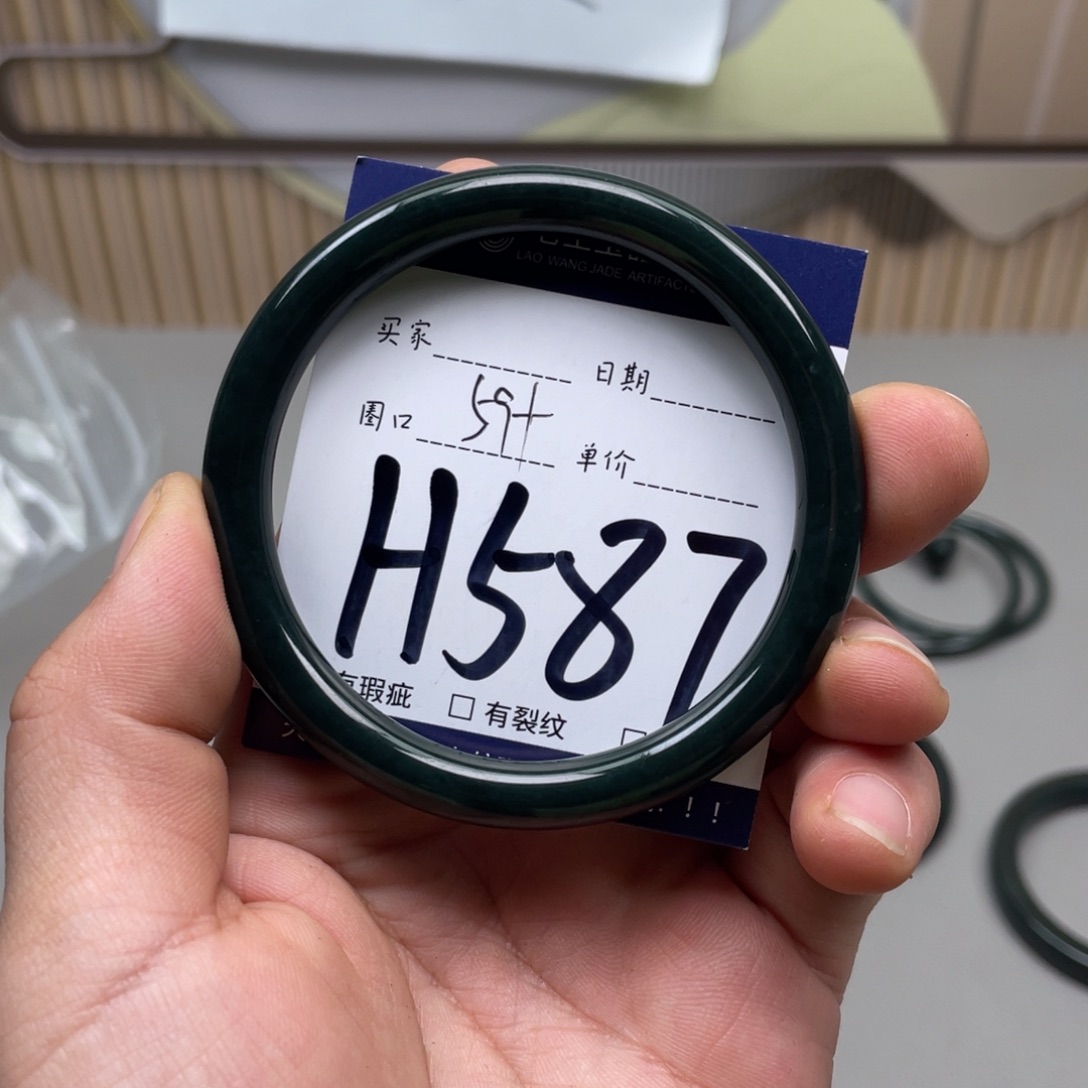 LAO WANG JADE ARTIFACTS
买家 日期
圈口 59+ 单价
H587
有瑕疵 □ 有裂纹 □
！！